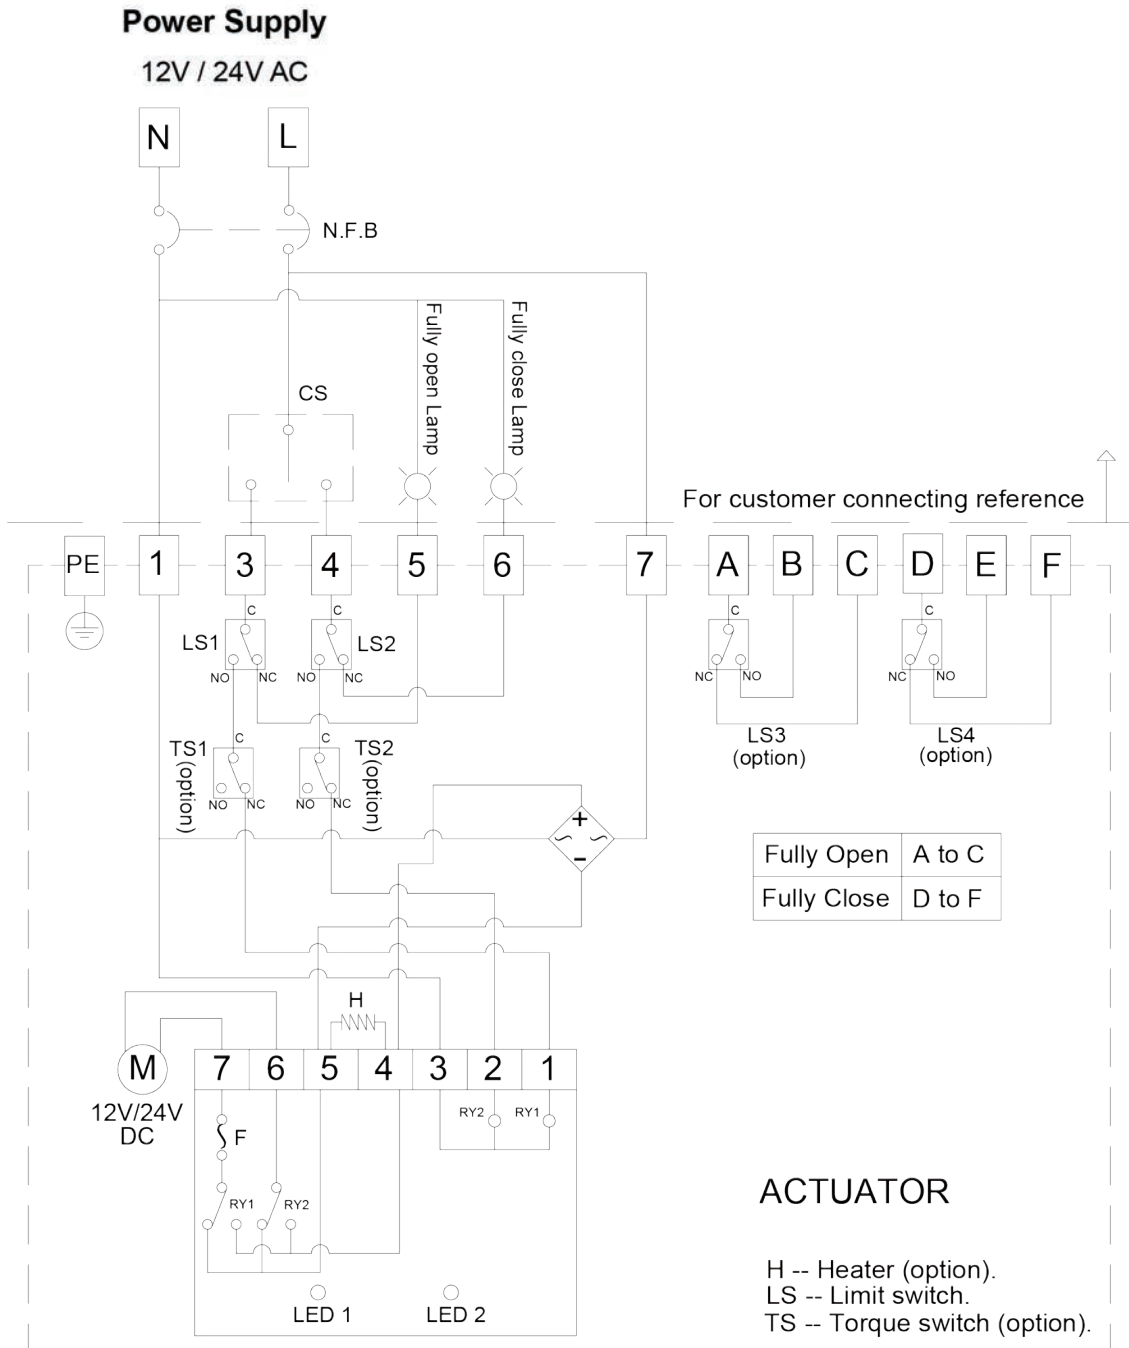 Power Supply
12V / 24V AC
N L
N.F.B
Fully open Lamp
Fully close Lamp
CS
For customer connecting reference
PE 1 3 4 5 6 7 A B C D E F
C C C C
LS1 LS2
NO NC NO NC NC NO NC NO
LS3
(option)
LS4
(option)
C C
TS1
(option)
TS2
(option)
NO NC NO NC
+
-
Fully Open A to C
Fully Close D to F
H
M
12V/24V
DC
7 6 5 4 3 2 1
RY2 RY1
F
RY1 RY2
LED 1 LED 2
ACTUATOR
H -- Heater (option).
LS -- Limit switch.
TS -- Torque switch (option).